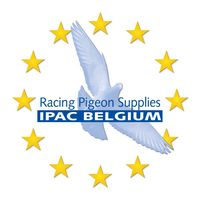 Racing Pigeon Supplies
IPAC BELGIUM